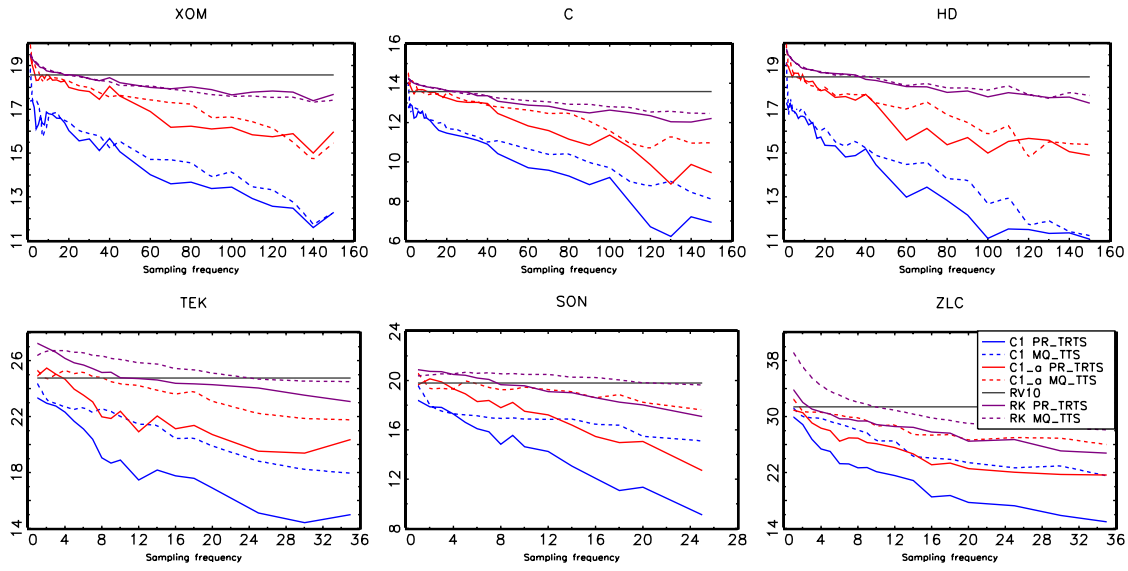 XOM
C
HD
19
17
15
13
11
0 20 40 60 80 100 120 140 160
Sampling frequency
16
14
12
10
8
6
0 20 40 60 80 100 120 140 160
Sampling frequency
19
17
15
13
11
0 20 40 60 80 100 120 140 160
Sampling frequency
TEK
SON
ZLC
26
22
18
14
0 4 8 12 16 20 24 28 32 36
Sampling frequency
24
20
16
12
8
0 4 8 12 16 20 24 28
Sampling frequency
38
30
22
14
0 4 8 12 16 20 24 28 32 36
Sampling frequency
C1 PR_TRTS
C1 MQ_TTS
C1_a PR_TRTS
C1_a MQ_TTS
RV10
RK PR_TRTS
RK MQ_TTS